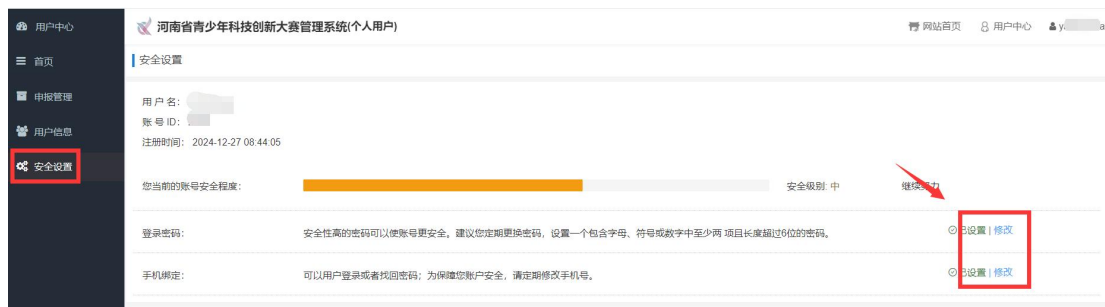 用户中心
河南省青少年科技创新大赛管理系统(个人用户)
网站首页 用户中心
首页
安全设置
申报管理
用户名:
账号ID:
用户信息
注册时间: 2024-12-27 08:44:05
安全设置
您当前的账号安全程度: 安全级别: 中 继续努力
登录密码: 安全性高的密码可以使账号更安全。建议您定期更换密码，设置一个包含字母、符号或数字中至少两 项目长度超过6位的密码。 已设置 | 修改
手机绑定: 可以用户登录或者找回密码；为保障您账户安全，请定期修改手机号。 已设置 | 修改